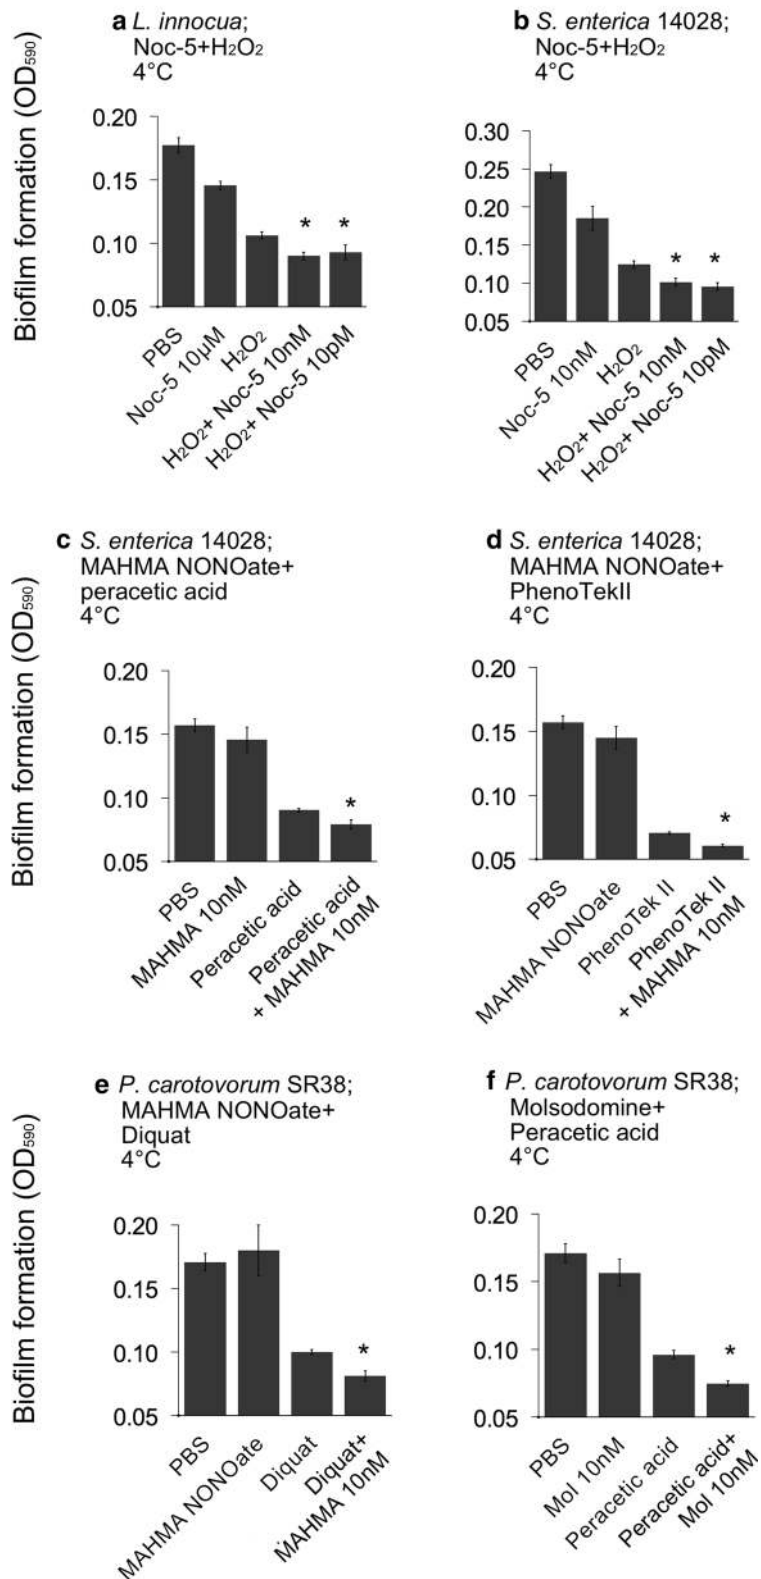 a L. innocua;
Noc-5+H₂O₂
4°C
Biofilm formation (OD₅₉₀)
0.20
0.15
0.10
0.05
* *
PBS
Noc-5 10µM
H₂O₂
H₂O₂+ Noc-5 10nM
H₂O₂+ Noc-5 10pM
b S. enterica 14028;
Noc-5+H₂O₂
4°C
0.30
0.25
0.20
0.15
0.10
0.05
* *
PBS
Noc-5 10nM
H₂O₂
H₂O₂+ Noc-5 10nM
H₂O₂+ Noc-5 10pM
c S. enterica 14028;
MAHMA NONOate+
peracetic acid
4°C
Biofilm formation (OD₅₉₀)
0.20
0.15
0.10
0.05
*
PBS
MAHMA 10nM
Peracetic acid
Peracetic acid
+ MAHMA 10nM
d S. enterica 14028;
MAHMA NONOate+
PhenoTekII
4°C
0.20
0.15
0.10
0.05
*
PBS
MAHMA NONOate
PhenoTek II
PhenoTek II
+ MAHMA 10nM
e P. carotovorum SR38;
MAHMA NONOate+
Diquat
4°C
Biofilm formation (OD₅₉₀)
0.20
0.15
0.10
0.05
*
PBS
MAHMA NONOate
Diquat
Diquat+
MAHMA 10nM
f P. carotovorum SR38;
Molsodomine+
Peracetic acid
4°C
0.20
0.15
0.10
0.05
*
PBS
Mol 10nM
Peracetic acid
Peracetic acid+
Mol 10nM